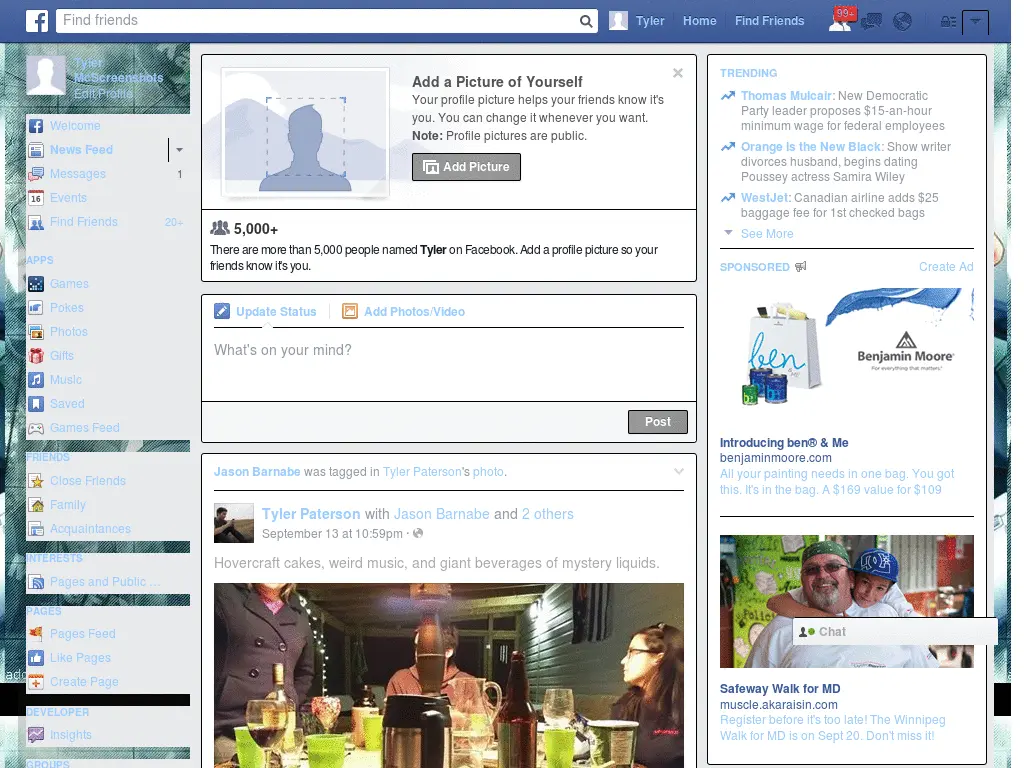 Find friends
Tyler
Home
Find Friends
99+
Tyler
McScreenshots
Edit Profile
Welcome
News Feed
Messages
1
16
Events
Find Friends
20+
APPS
Games
Pokes
Photos
Gifts
Music
Saved
Games Feed
FRIENDS
Close Friends
Family
Acquaintances
INTERESTS
Pages and Public ...
PAGES
Pages Feed
Like Pages
Create Page
DEVELOPER
Insights
GROUPS
Add a Picture of Yourself
Your profile picture helps your friends know it's
you. You can change it whenever you want.
Note: Profile pictures are public.
Add Picture
5,000+
There are more than 5,000 people named Tyler on Facebook. Add a profile picture so your
friends know it's you.
Update Status
Add Photos/Video
What's on your mind?
Post
Jason Barnabe was tagged in Tyler Paterson's photo.
Tyler Paterson with Jason Barnabe and 2 others
September 13 at 10:59pm ·
Hovercraft cakes, weird music, and giant beverages of mystery liquids.
TRENDING
Thomas Mulcair: New Democratic
Party leader proposes $15-an-hour
minimum wage for federal employees
Orange Is the New Black: Show writer
divorces husband, begins dating
Poussey actress Samira Wiley
WestJet: Canadian airline adds $25
baggage fee for 1st checked bags
See More
SPONSORED
Create Ad
ben
Benjamin Moore
For everything that matters.
Introducing ben® & Me
benjaminmoore.com
All your painting needs in one bag. You got
this. It's in the bag. A $169 value for $109
Chat
Safeway Walk for MD
muscle.akaraisin.com
Register before it's too late! The Winnipeg
Walk for MD is on Sept 20. Don't miss it!